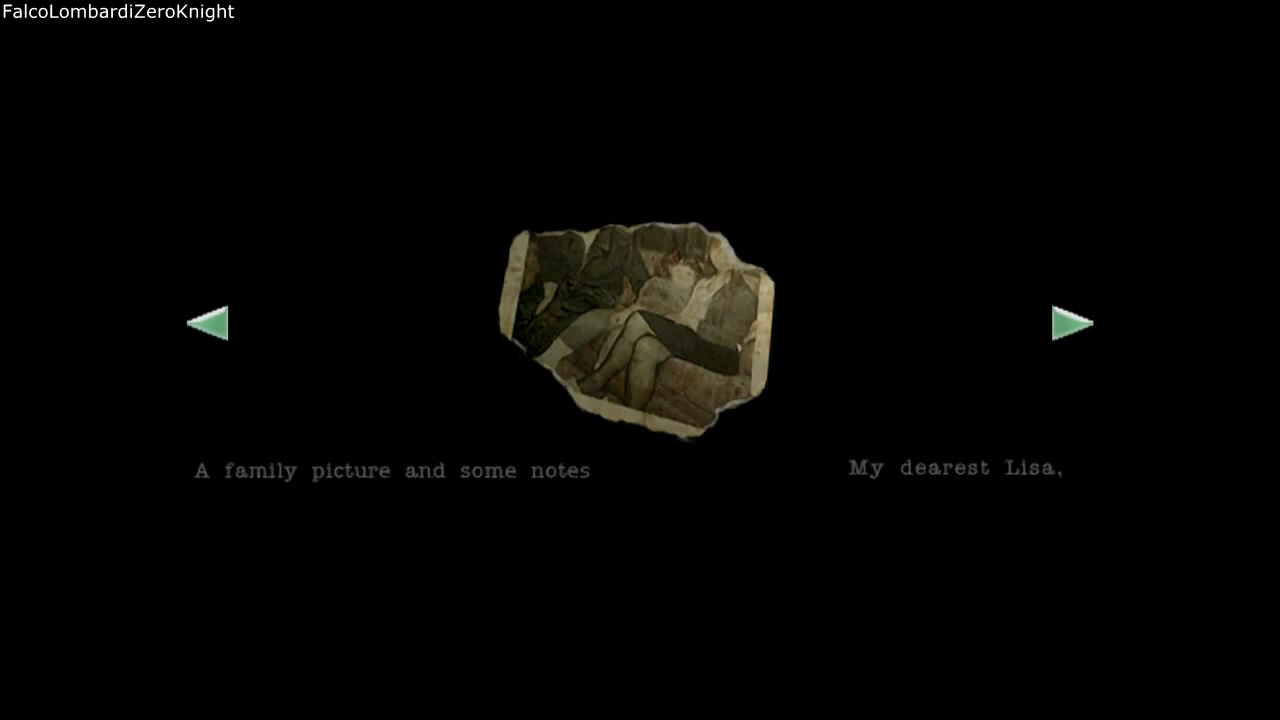 FalcoLombardiZeroKnight
A family picture and some notes
My dearest Lisa,